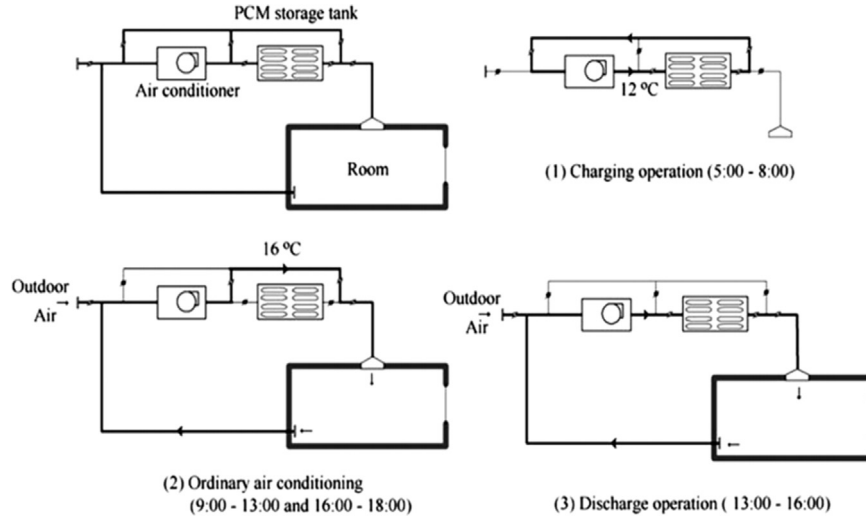 PCM storage tank
Air conditioner
Room
12 ºC
(1) Charging operation (5:00 - 8:00)
16 ºC
Outdoor
Air
(2) Ordinary air conditioning
(9:00 - 13:00 and 16:00 - 18:00)
Outdoor
Air
(3) Discharge operation ( 13:00 - 16:00)